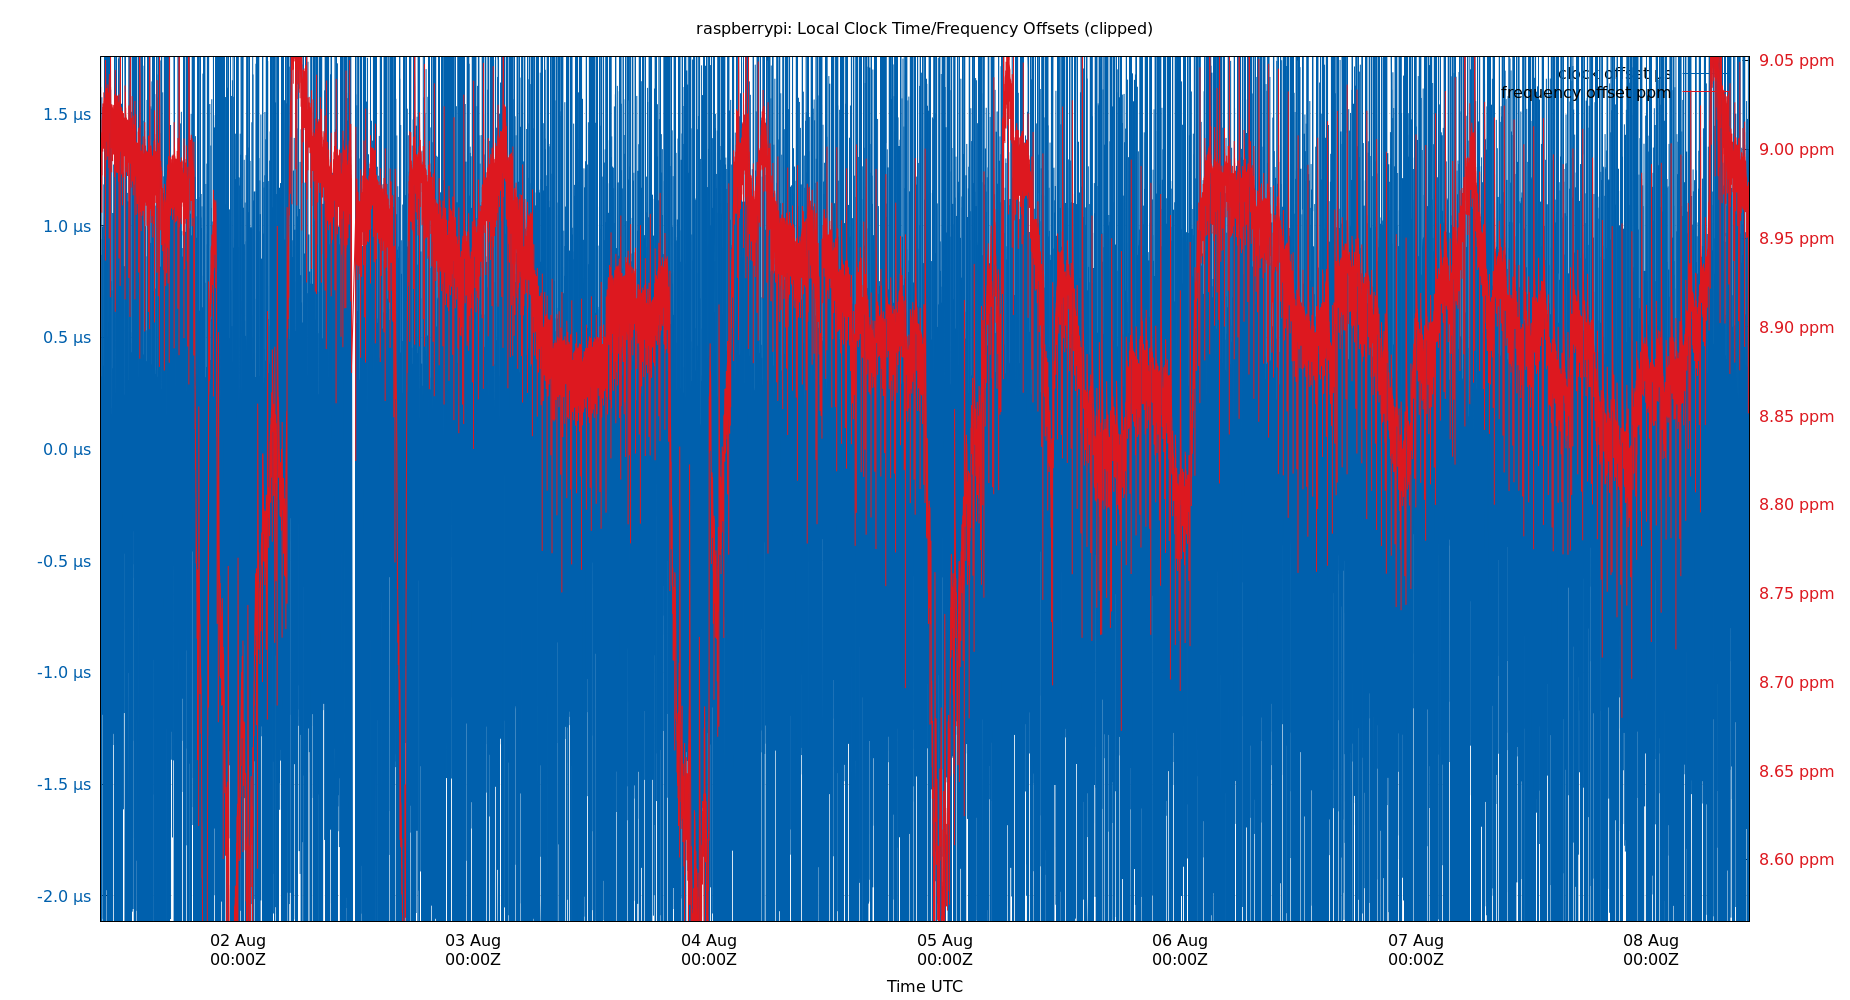 raspberrypi: Local Clock Time/Frequency Offsets (clipped)
clock offset µs
frequency offset ppm
1.5 µs
1.0 µs
0.5 µs
0.0 µs
-0.5 µs
-1.0 µs
-1.5 µs
-2.0 µs
9.05 ppm
9.00 ppm
8.95 ppm
8.90 ppm
8.85 ppm
8.80 ppm
8.75 ppm
8.70 ppm
8.65 ppm
8.60 ppm
02 Aug
00:00Z
03 Aug
00:00Z
04 Aug
00:00Z
05 Aug
00:00Z
06 Aug
00:00Z
07 Aug
00:00Z
08 Aug
00:00Z
Time UTC